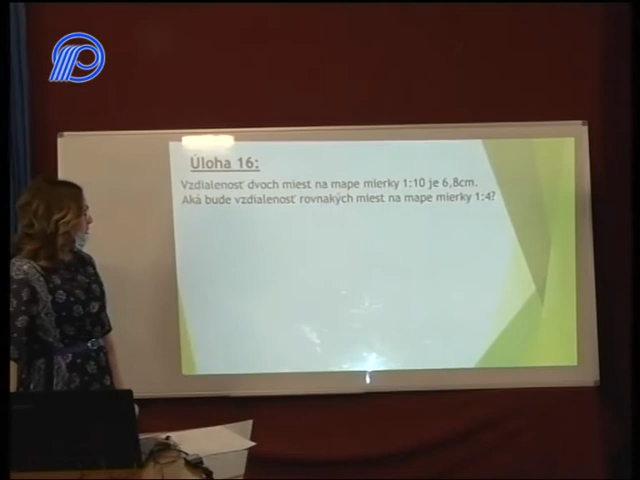 Úloha 16:
Vzdialenosť dvoch miest na mape mierky 1:10 je 6,8cm.
Aká bude vzdialenosť rovnakých miest na mape mierky 1:4?